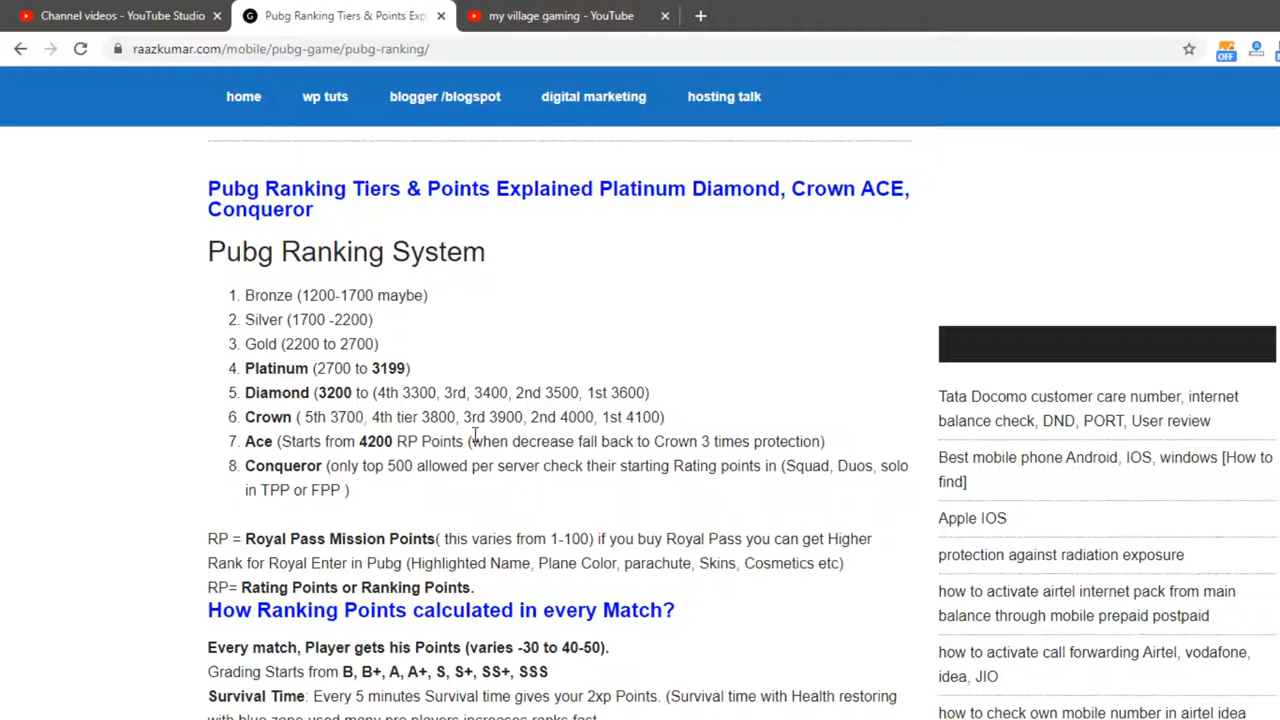 Channel videos - YouTube Studio
Pubg Ranking Tiers & Points Exp
my village gaming - YouTube
raazkumar.com/mobile/pubg-game/pubg-ranking/
OFF
home wp tuts blogger /blogspot digital marketing hosting talk
Pubg Ranking Tiers & Points Explained Platinum Diamond, Crown ACE,
Conqueror
Pubg Ranking System
1. Bronze (1200-1700 maybe)
2. Silver (1700 -2200)
3. Gold (2200 to 2700)
4. Platinum (2700 to 3199)
5. Diamond (3200 to (4th 3300, 3rd, 3400, 2nd 3500, 1st 3600)
6. Crown ( 5th 3700, 4th tier 3800, 3rd 3900, 2nd 4000, 1st 4100)
7. Ace (Starts from 4200 RP Points (when decrease fall back to Crown 3 times protection)
8. Conqueror (only top 500 allowed per server check their starting Rating points in (Squad, Duos, solo
in TPP or FPP )
RP = Royal Pass Mission Points( this varies from 1-100) if you buy Royal Pass you can get Higher
Rank for Royal Enter in Pubg (Highlighted Name, Plane Color, parachute, Skins, Cosmetics etc)
RP= Rating Points or Ranking Points.
How Ranking Points calculated in every Match?
Every match, Player gets his Points (varies -30 to 40-50).
Grading Starts from B, B+, A, A+, S, S+, SS+, SSS
Survival Time: Every 5 minutes Survival time gives your 2xp Points. (Survival time with Health restoring
with blue zone used many pro players increases ranks fast
Tata Docomo customer care number, internet
balance check, DND, PORT, User review
Best mobile phone Android, IOS, windows [How to
find]
Apple IOS
protection against radiation exposure
how to activate airtel internet pack from main
balance through mobile prepaid postpaid
how to activate call forwarding Airtel, vodafone,
idea, JIO
how to check own mobile number in airtel idea